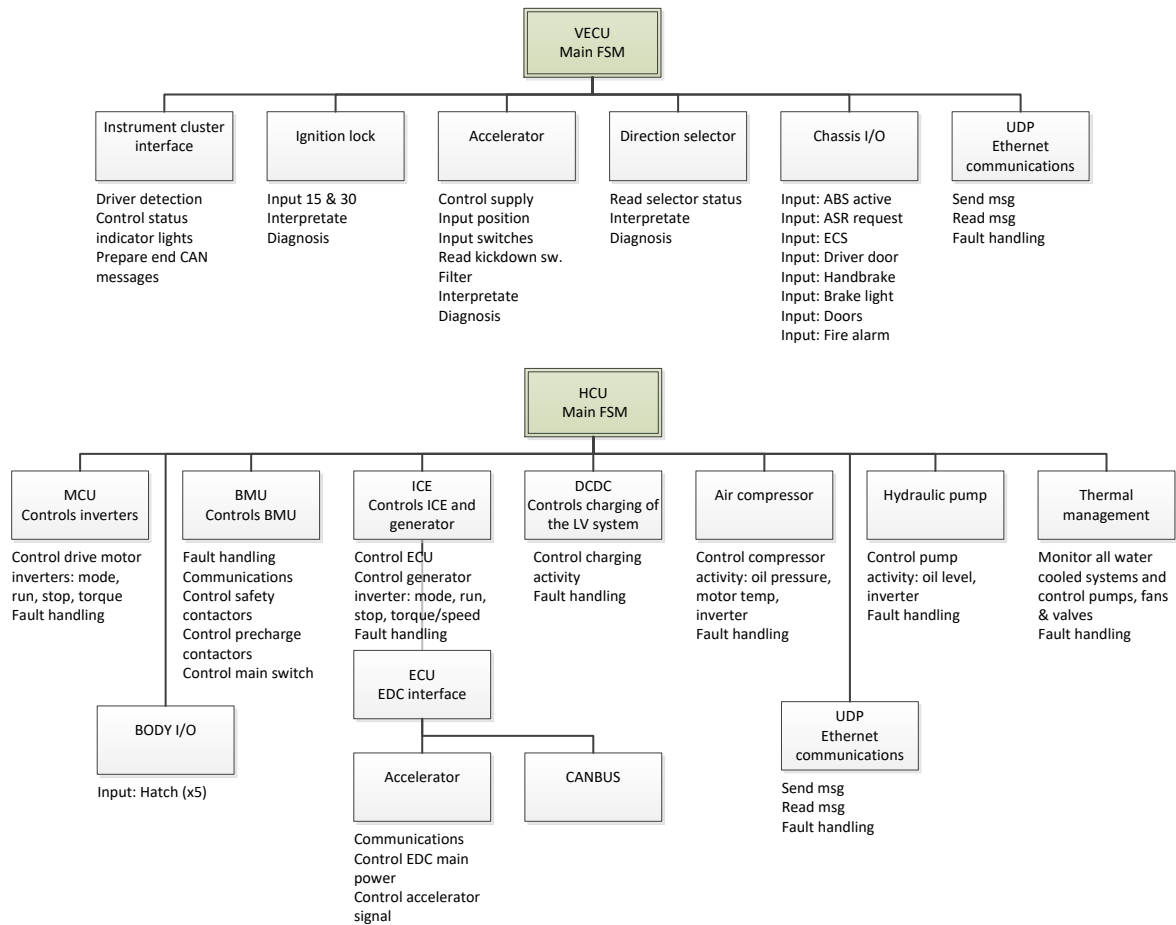 VECU
Main FSM
Instrument cluster
interface
Driver detection
Control status
indicator lights
Prepare end CAN
messages
Ignition lock
Input 15 & 30
Interpretate
Diagnosis
Accelerator
Control supply
Input position
Input switches
Read kickdown sw.
Filter
Interpretate
Diagnosis
Direction selector
Read selector status
Interpretate
Diagnosis
Chassis I/O
Input: ABS active
Input: ASR request
Input: ECS
Input: Driver door
Input: Handbrake
Input: Brake light
Input: Doors
Input: Fire alarm
UDP
Ethernet
communications
Send msg
Read msg
Fault handling
HCU
Main FSM
MCU
Controls inverters
Control drive motor
inverters: mode,
run, stop, torque
Fault handling
BMU
Controls BMU
Fault handling
Communications
Control safety
contactors
Control precharge
contactors
Control main switch
ICE
Controls ICE and
generator
Control ECU
Control generator
inverter: mode, run,
stop, torque/speed
Fault handling
DCDC
Controls charging of
the LV system
Control charging
activity
Fault handling
Air compressor
Control compressor
activity: oil pressure,
motor temp,
inverter
Fault handling
Hydraulic pump
Control pump
activity: oil level,
inverter
Fault handling
Thermal
management
Monitor all water
cooled systems and
control pumps, fans
& valves
Fault handling
BODY I/O
Input: Hatch (x5)
ECU
EDC interface
Accelerator
Communications
Control EDC main
power
Control accelerator
signal
CANBUS
UDP
Ethernet
communications
Send msg
Read msg
Fault handling